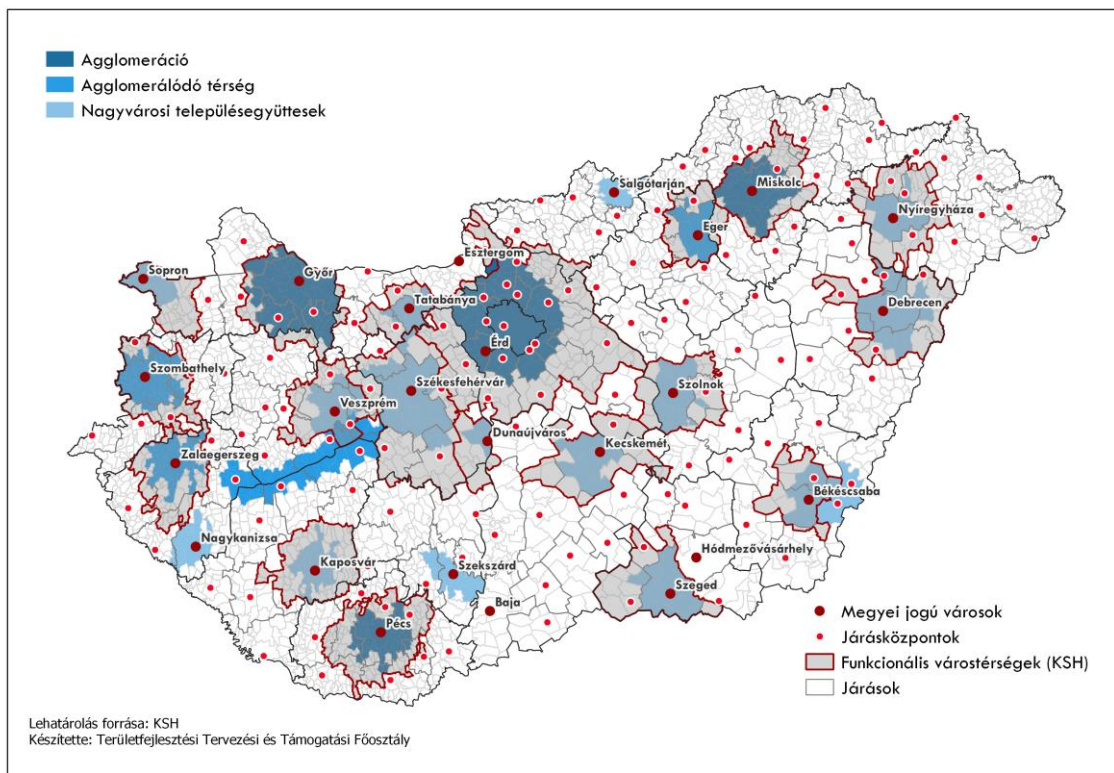 Agglomeráció
Agglomerálódó térség
Nagyvárosi településegyüttesek
Salgótarján
Miskolc
Nyíregyháza
Eger
Esztergom
Sopron
Győr
Tatabánya
Debrecen
Érd
Szombathely
Székesfehérvár
Szolnok
Veszprém
Dunaújváros
Kecskemét
Zalaegerszeg
Békéscsaba
Nagykanizsa
Hódmezővásárhely
Kaposvár
Szekszárd
Szeged
Baja
Pécs
Megyei jogú városok
Járásközpontok
Funkcionális várostérségek (KSH)
Járások
Lehatárolás forrása: KSH
Készítette: Területfejlesztési Tervezési és Támogatási Főosztály